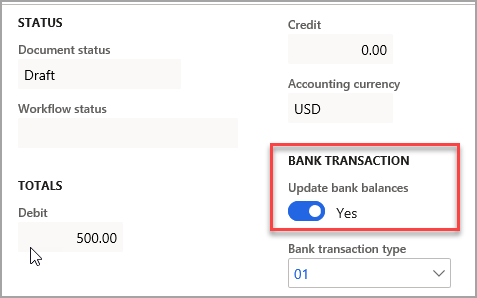 STATUS
Document status
Draft
Workflow status
TOTALS
Debit
500.00
Credit
0.00
Accounting currency
USD
BANK TRANSACTION
Update bank balances
Yes
Bank transaction type
01